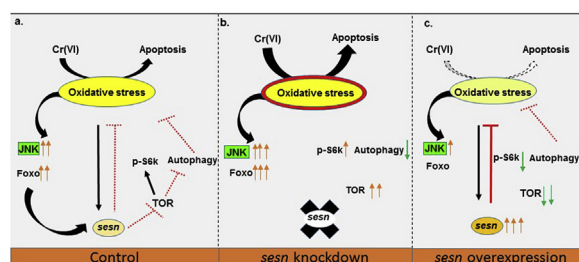 a.
Cr(VI)
Apoptosis
Oxidative stress
JNK
Foxo
p-S6k
Autophagy
TOR
sesn
Control
b.
Cr(VI)
Apoptosis
Oxidative stress
JNK
Foxo
p-S6k Autophagy
TOR
sesn
sesn knockdown
c.
Cr(VI)
Apoptosis
Oxidative stress
JNK
Foxo
p-S6k Autophagy
TOR
sesn
sesn overexpression